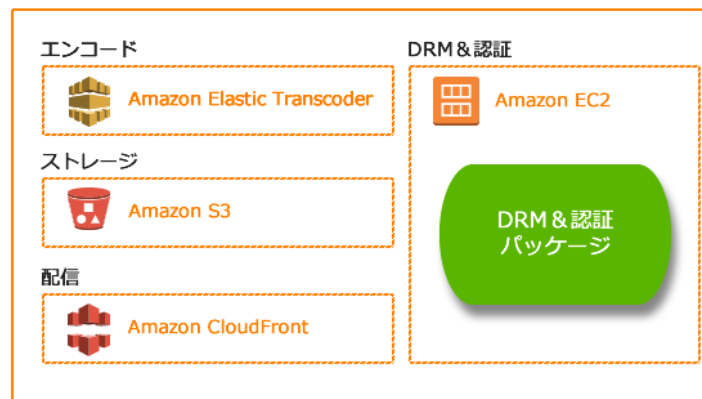 エンコード
Amazon Elastic Transcoder
ストレージ
Amazon S3
配信
Amazon CloudFront
DRM&認証
Amazon EC2
DRM&認証
パッケージ